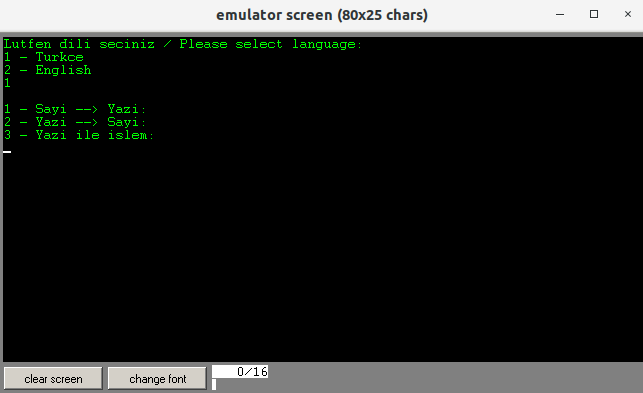 emulator screen (80x25 chars)
Lutfen dili seciniz / Please select language:
1 - Turkce
2 - English
1
1 - Sayi --> Yazi:
2 - Yazi --> Sayi:
3 - Yazi ile islem:
clear screen
change font
0/16